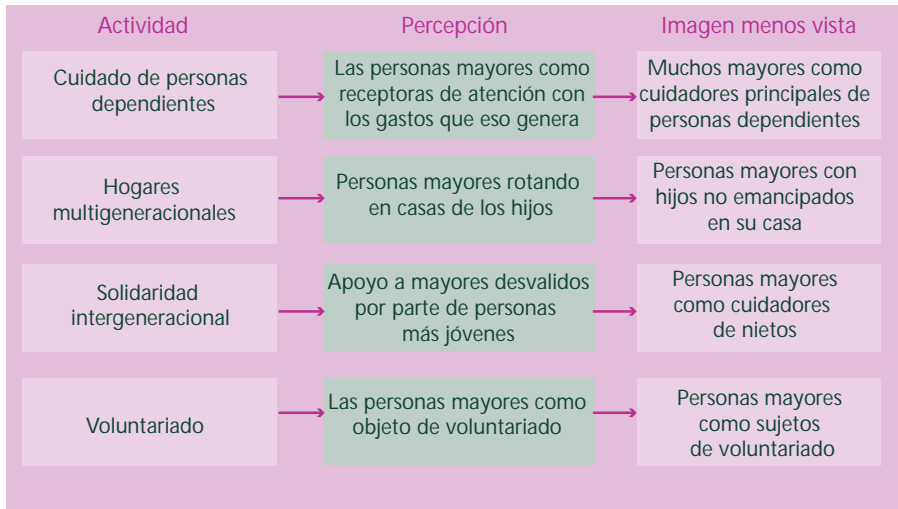 Actividad
Percepción
Imagen menos vista
Cuidado de personas
dependientes
Las personas mayores como
receptoras de atención con
los gastos que eso genera
Muchos mayores como
cuidadores principales de
personas dependientes
Hogares
multigeneracionales
Personas mayores rotando
en casas de los hijos
Personas mayores con
hijos no emancipados
en su casa
Solidaridad
intergeneracional
Apoyo a mayores desvalidos
por parte de personas
más jóvenes
Personas mayores
como cuidadores
de nietos
Voluntariado
Las personas mayores como
objeto de voluntariado
Personas mayores
como sujetos
de voluntariado